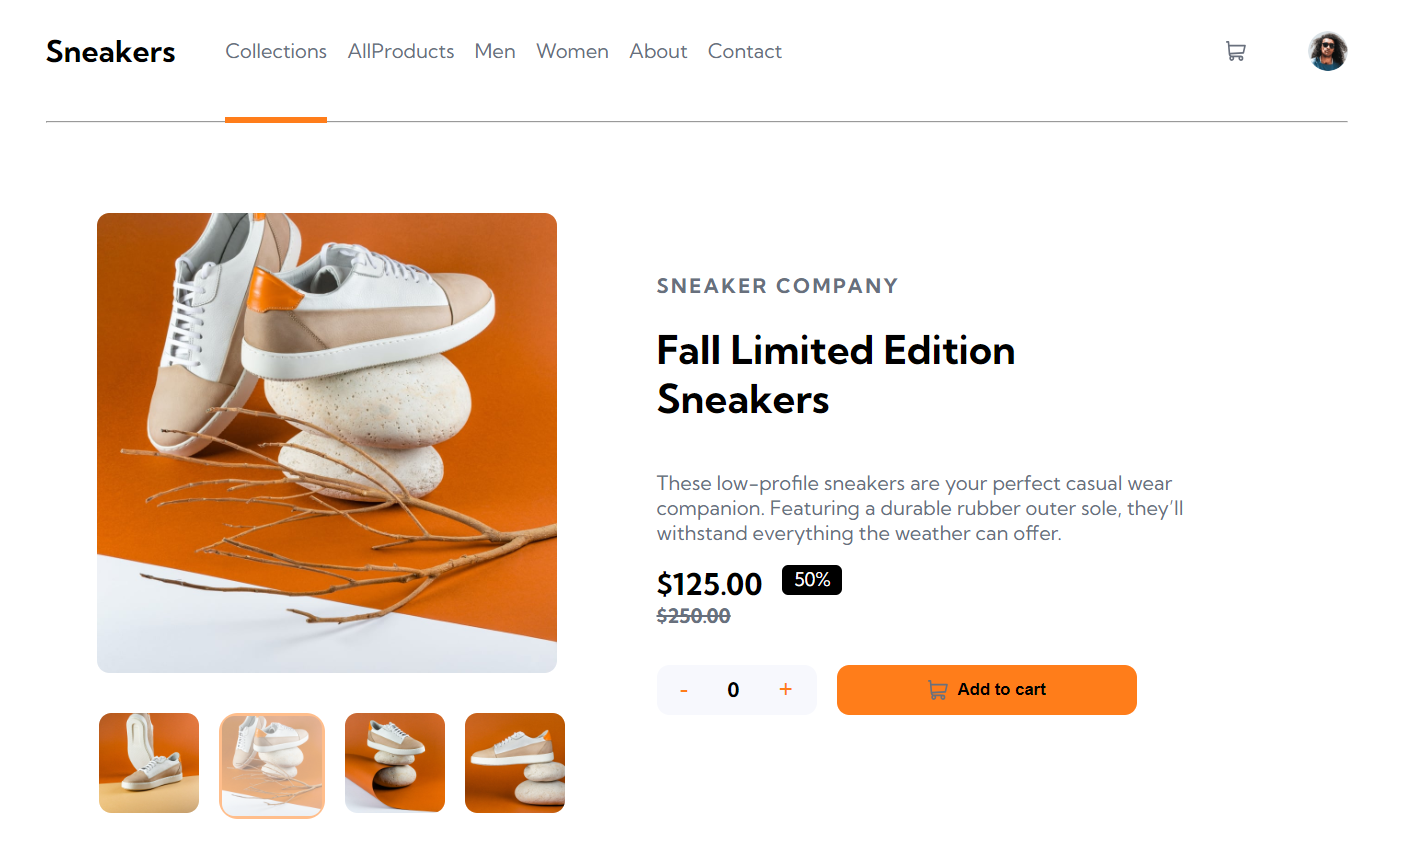 Sneakers Collections AllProducts Men Women About Contact
SNEAKER COMPANY
Fall Limited Edition
Sneakers
These low-profile sneakers are your perfect casual wear
companion. Featuring a durable rubber outer sole, they’ll
withstand everything the weather can offer.
$125.00 50%
$250.00
- 0 + Add to cart